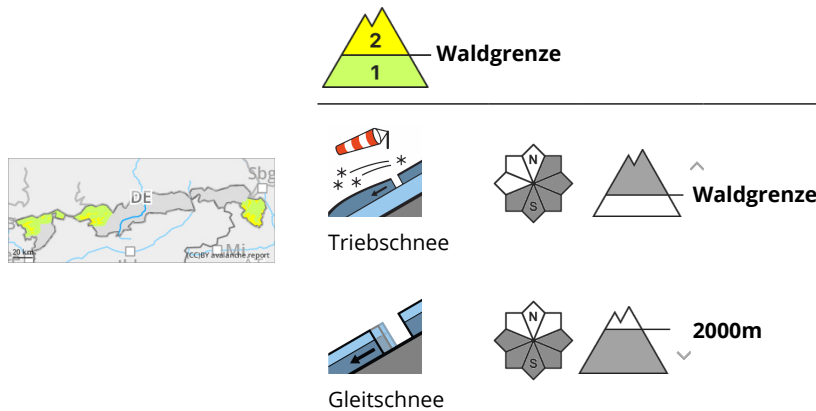 2
Waldgrenze
1
Sbg
DE
Mi
20 km
(CC)BY avalanche.report
N
S
Waldgrenze
Triebschnee
N
S
2000m
Gleitschnee